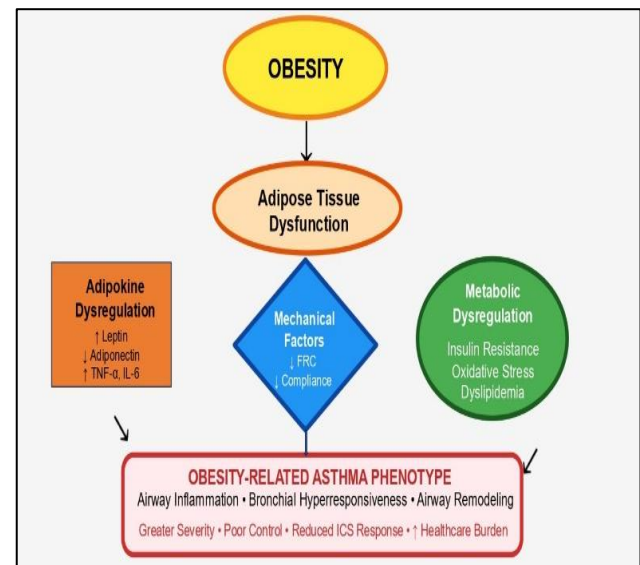 OBESITY
Adipose Tissue
Dysfunction
Adipokine
Dysregulation
↑ Leptin
↓ Adiponectin
↑ TNF-α, IL-6
Mechanical
Factors
↓ FRC
↓ Compliance
Metabolic
Dysregulation
Insulin Resistance
Oxidative Stress
Dyslipidemia
OBESITY-RELATED ASTHMA PHENOTYPE
Airway Inflammation • Bronchial Hyperresponsiveness • Airway Remodeling
Greater Severity • Poor Control • Reduced ICS Response • ↑ Healthcare Burden